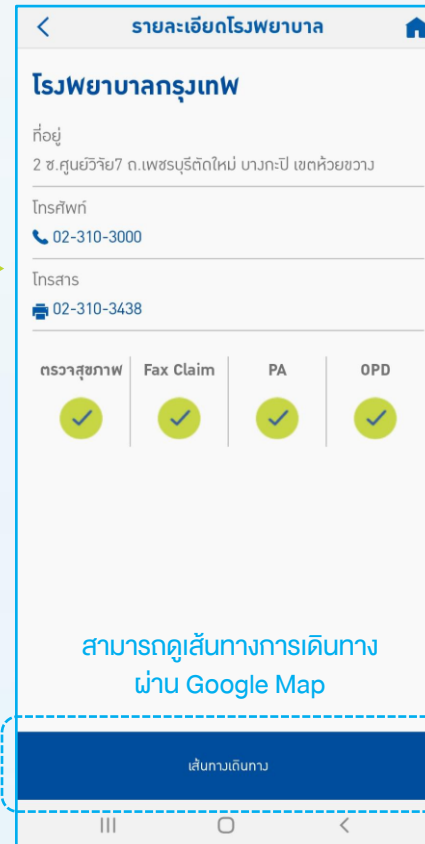 รายละเอียดโรงพยาบาล
โรงพยาบาลกรุงเทพ
ที่อยู่
2 ซ.ศูนย์วิจัย7 ถ.เพชรบุรีตัดใหม่ บางกะปิ เขตห้วยขวาง
โทรศัพท์
02-310-3000
โทรสาร
02-310-3438
ตรวจสุขภาพ Fax Claim PA OPD
สามารถดูเส้นทางการเดินทาง
ผ่าน Google Map
เส้นทางเดินทาง